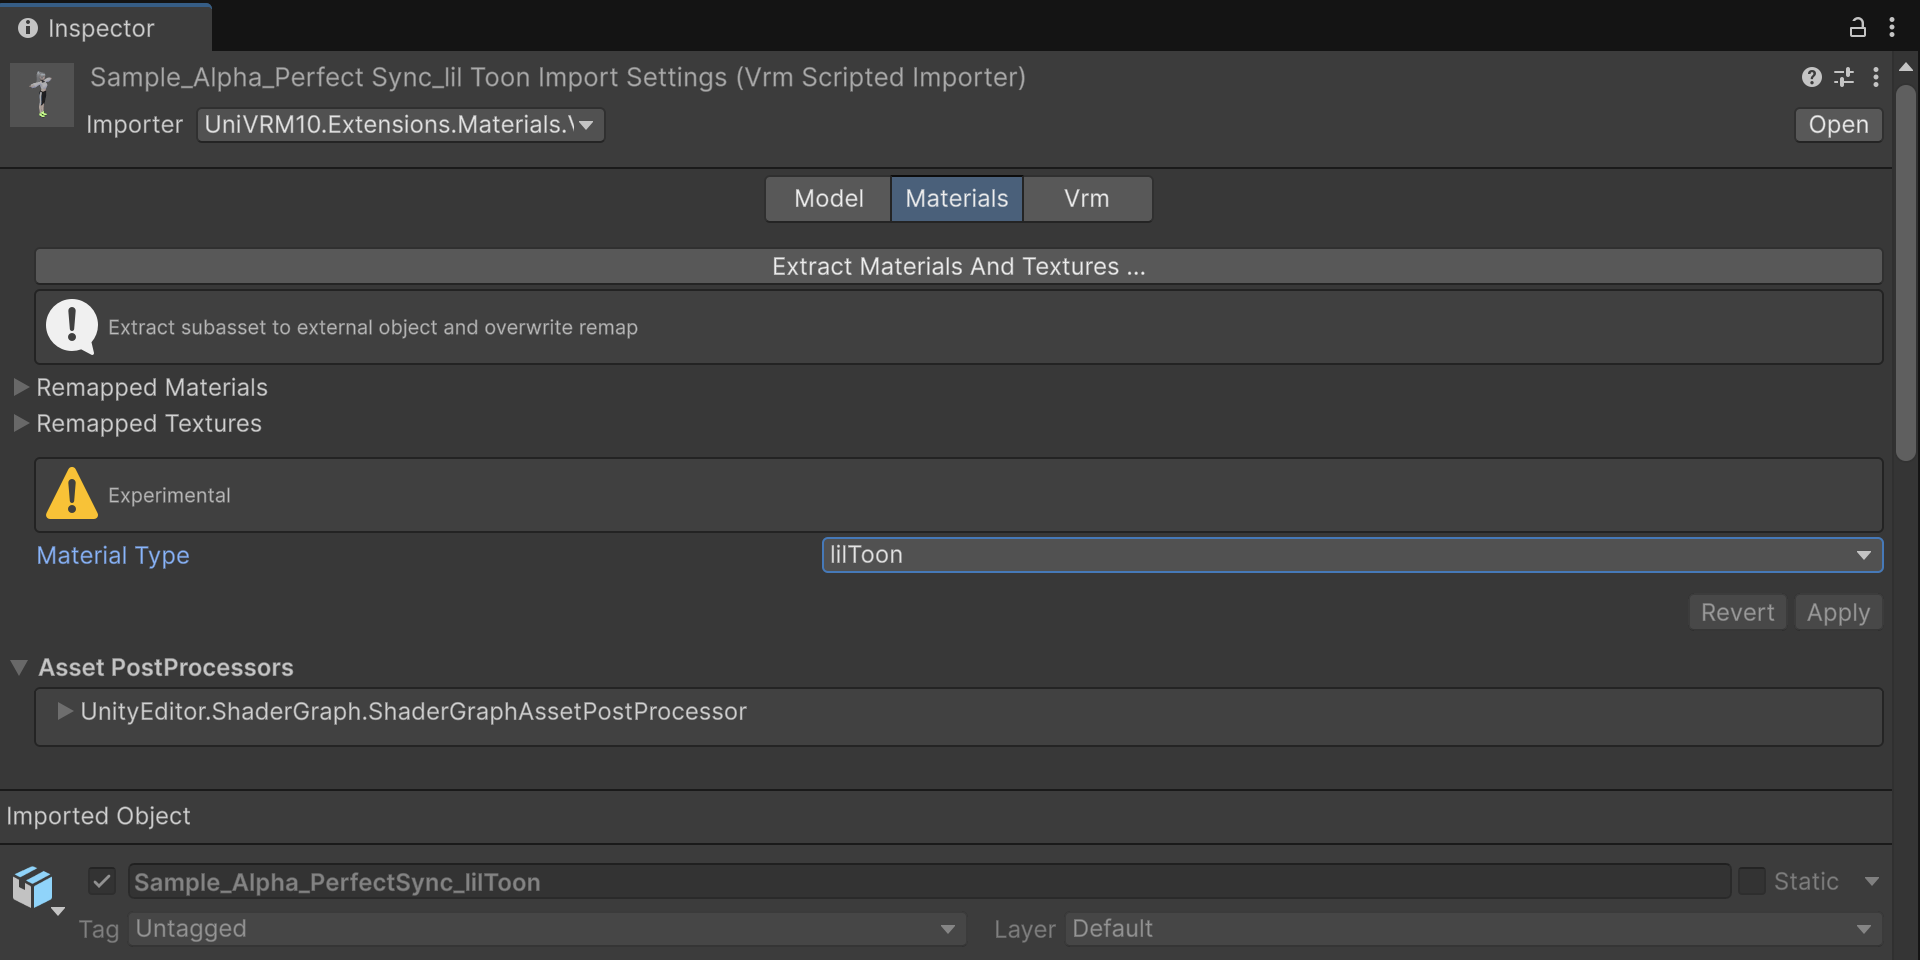 Inspector
Sample_Alpha_Perfect Sync_lil Toon Import Settings (Vrm Scripted Importer)
Importer UniVRM10.Extensions.Materials. Open
Model Materials Vrm
Extract Materials And Textures ...
Extract subasset to external object and overwrite remap
Remapped Materials
Remapped Textures
Experimental
Material Type lilToon
Revert Apply
Asset PostProcessors
UnityEditor.ShaderGraph.ShaderGraphAssetPostProcessor
Imported Object
Sample_Alpha_PerfectSync_lilToon Static
Tag Untagged Layer Default